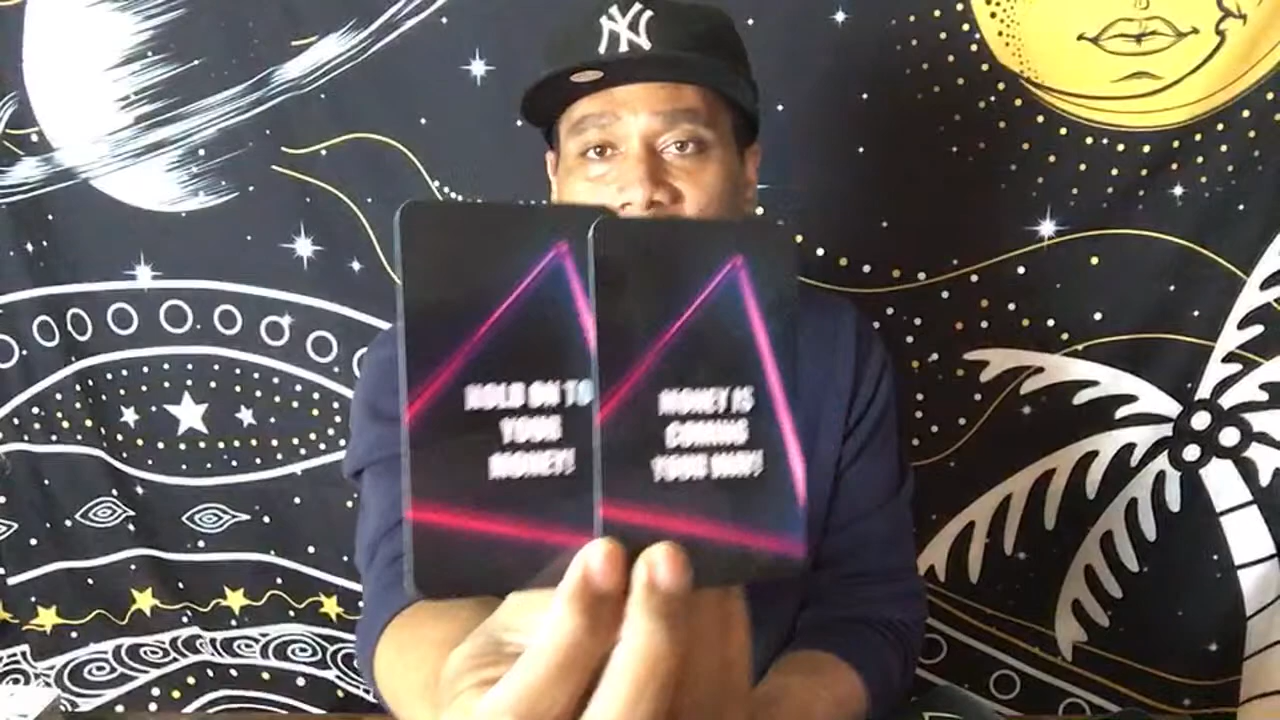 NY
HOLD ON TO
YOUR
MONEY!
MONEY IS
COMING
YOUR WAY!